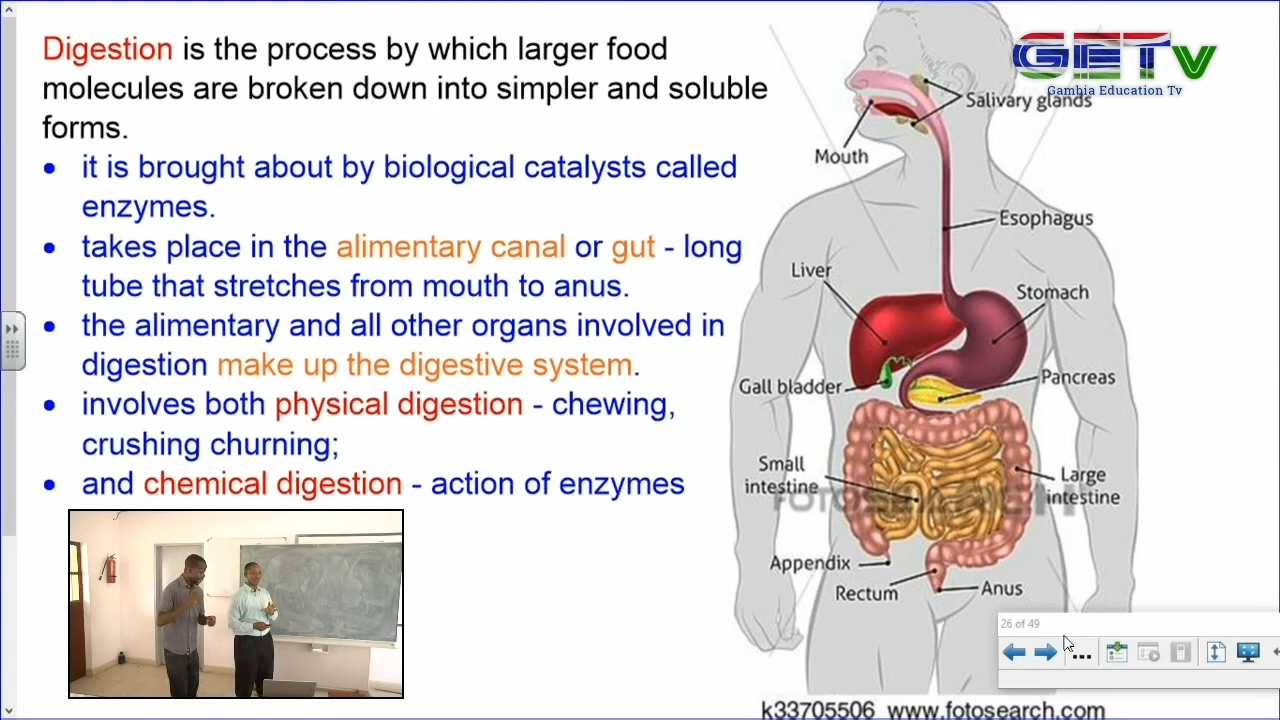 Digestion is the process by which larger food
molecules are broken down into simpler and soluble
forms.
• it is brought about by biological catalysts called
enzymes.
• takes place in the alimentary canal or gut - long
tube that stretches from mouth to anus.
• the alimentary and all other organs involved in
digestion make up the digestive system.
• involves both physical digestion - chewing,
crushing churning;
• and chemical digestion - action of enzymes
GETv
Gambia Education Tv
Salivary glands
Mouth
Esophagus
Liver
Stomach
Gall bladder
Pancreas
Small
intestine
Large
intestine
Appendix
Rectum
Anus
26 of 49
k33705506 www.fotosearch.com